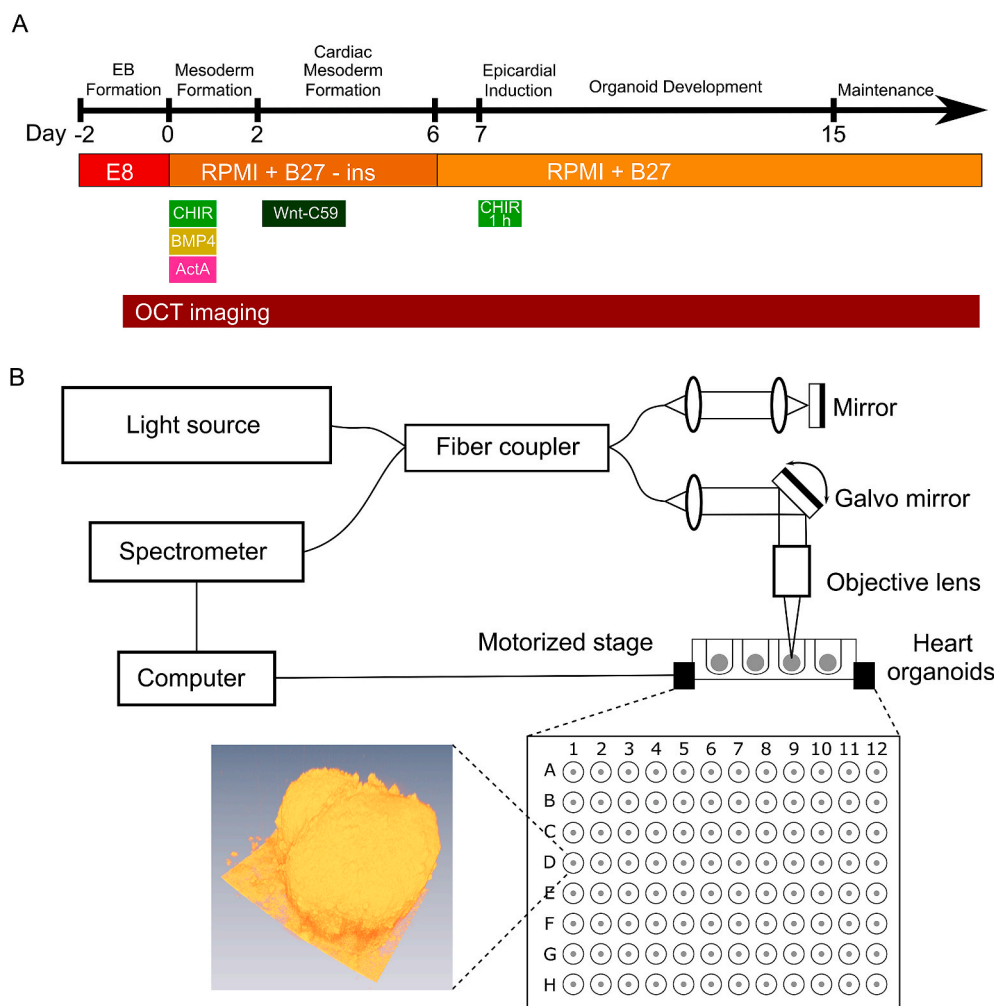 A
EB
Formation
Mesoderm
Formation
Cardiac
Mesoderm
Formation
Epicardial
Induction
Organoid Development
Maintenance
Day -2 0 2 6 7 15
E8 RPMI + B27 - ins RPMI + B27
CHIR Wnt-C59 CHIR
1 h
BMP4
ActA
OCT imaging
B
Light source
Fiber coupler
Mirror
Galvo mirror
Spectrometer
Objective lens
Motorized stage
Heart
organoids
Computer
1 2 3 4 5 6 7 8 9 10 11 12
A
B
C
D
E
F
G
H